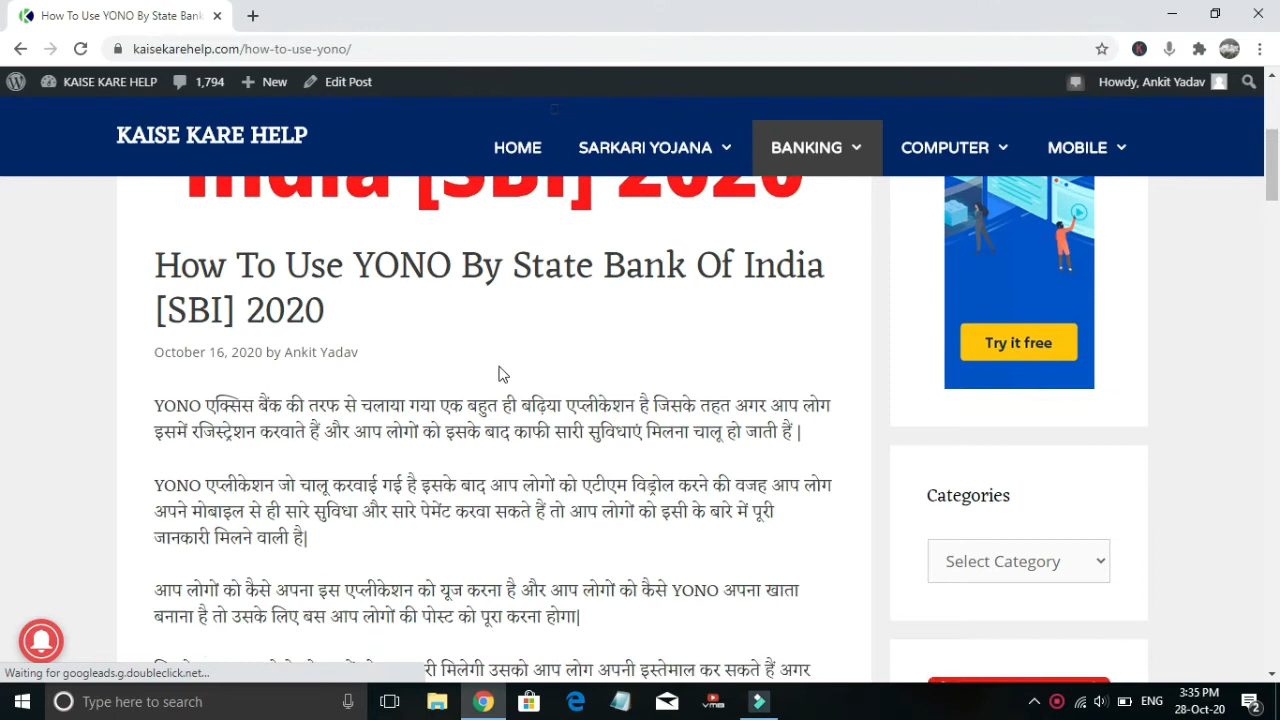 How To Use YONO By State Bank
kaisekarehelp.com/how-to-use-yono/
KAISE KARE HELP 1,794 New Edit Post Howdy, Ankit Yadav
KAISE KARE HELP
HOME SARKARI YOJANA BANKING COMPUTER MOBILE
India [SBI] 2020
How To Use YONO By State Bank Of India
[SBI] 2020
October 16, 2020 by Ankit Yadav
YONO एक्सिस बैंक की तरफ से चलाया गया एक बहुत ही बढ़िया एप्लीकेशन है जिसके तहत अगर आप लोग
इसमें रजिस्ट्रेशन करवाते हैं और आप लोगों को इसके बाद काफी सारी सुविधाएं मिलना चालू हो जाती हैं |
YONO एप्लीकेशन जो चालू करवाई गई है इसके बाद आप लोगों को एटीएम विड्रोल करने की वजह आप लोग
अपने मोबाइल से ही सारे सुविधा और सारे पेमेंट करवा सकते हैं तो आप लोगों को इसी के बारे में पूरी
जानकारी मिलने वाली है|
आप लोगों को कैसे अपना इस एप्लीकेशन को यूज करना है और आप लोगों को कैसे YONO अपना खाता
बनाना है तो उसके लिए बस आप लोगों की पोस्ट को पूरा करना होगा|
री मिलेगी उसको आप लोग अपनी इस्तेमाल कर सकते हैं अगर
Try it free
Categories
Select Category
Waiting for googleads.g.doubleclick.net...
Type here to search
VMB
ENG
3:35 PM
28-Oct-20
2